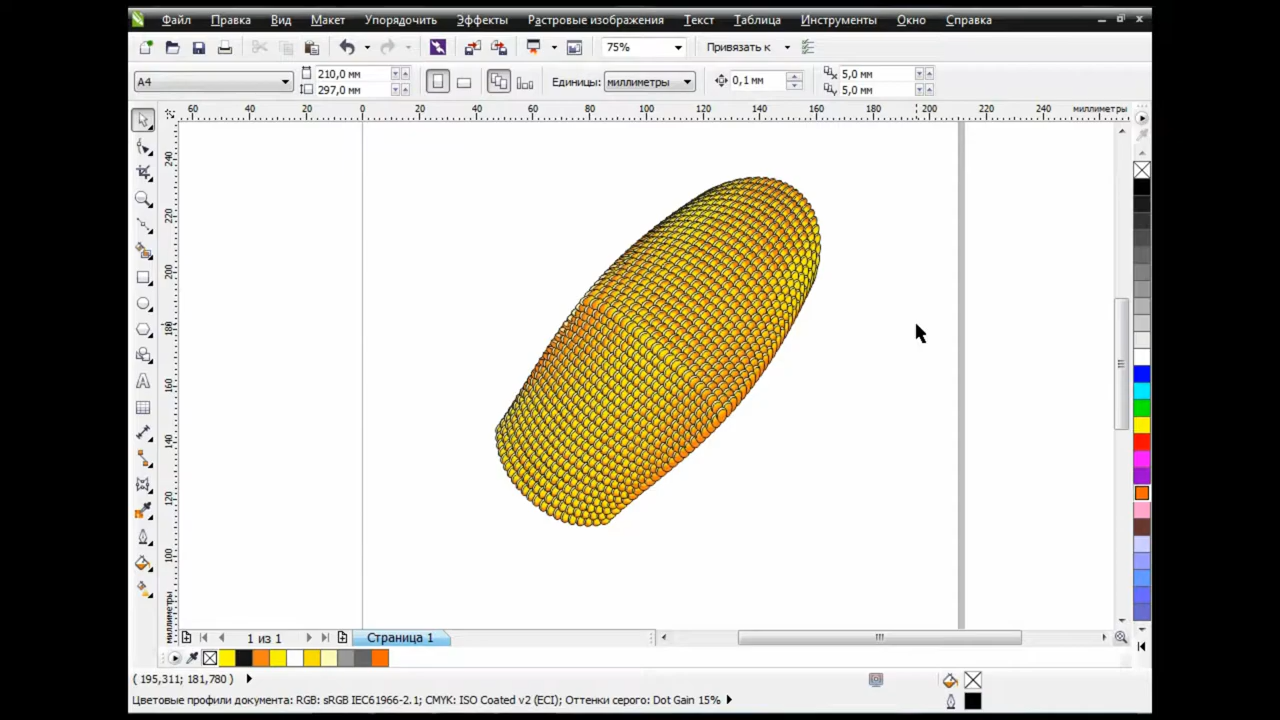 Файл Правка Вид Макет Упорядочить Эффекты Растровые изображения Текст Таблица Инструменты Окно Справка
75% Привязать к
A4 210,0 мм 297,0 мм Единицы: миллиметры 0,1 мм 5,0 мм 5,0 мм
60 40 20 0 20 40 60 80 100 120 140 160 180 200 220 240 миллиметры
240
220
200
180
160
140
120
100
миллиметры
1 из 1 Страница 1
( 195,311; 181,780 )
Цветовые профили документа: RGB: sRGB IEC61966-2.1; CMYK: ISO Coated v2 (ECI); Оттенки серого: Dot Gain 15%